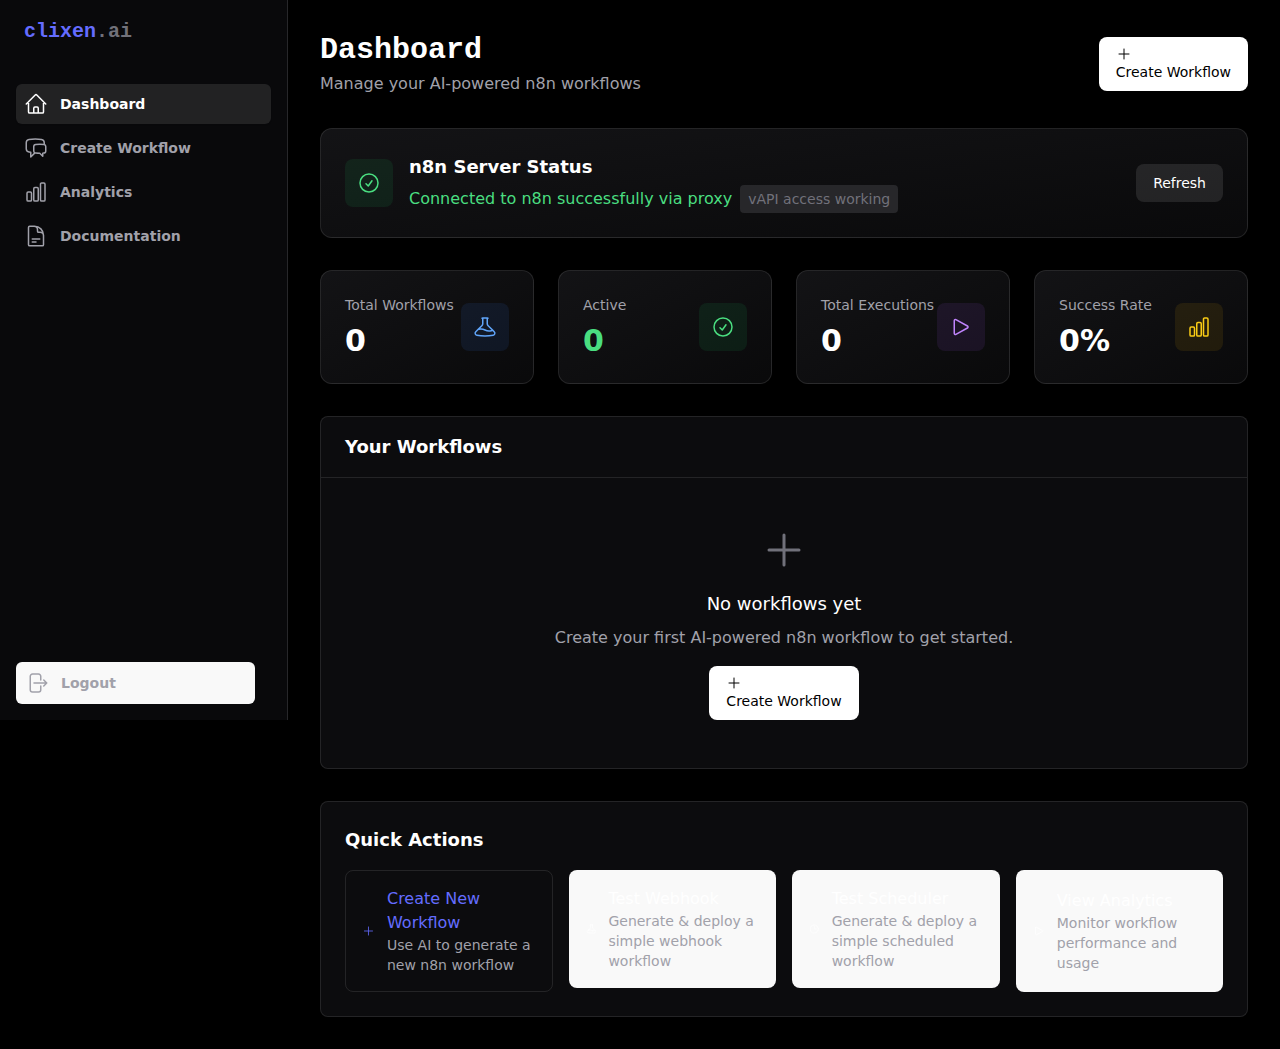 clixen.ai
Dashboard
Create Workflow
Analytics
Documentation
Logout
Dashboard
Manage your AI-powered n8n workflows
Create Workflow
n8n Server Status
Connected to n8n successfully via proxy vAPI access working
Refresh
Total Workflows
0
Active
0
Total Executions
0
Success Rate
0%
Your Workflows
No workflows yet
Create your first AI-powered n8n workflow to get started.
Create Workflow
Quick Actions
Create New
Workflow
Use AI to generate a
new n8n workflow
Test Webhook
Generate & deploy a
simple webhook
workflow
Test Scheduler
Generate & deploy a
simple scheduled
workflow
View Analytics
Monitor workflow
performance and
usage